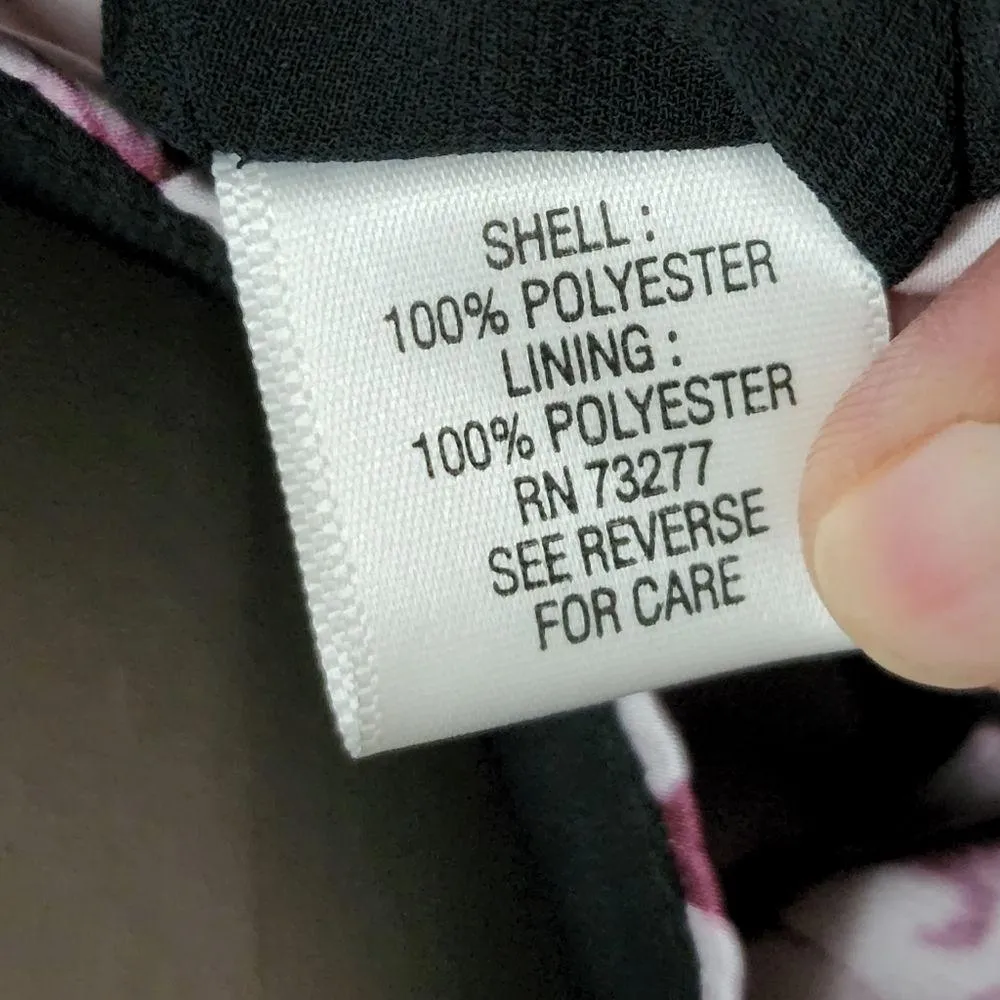 SHELL :
100% POLYESTER
LINING :
100% POLYESTER
RN 73277
SEE REVERSE
FOR CARE